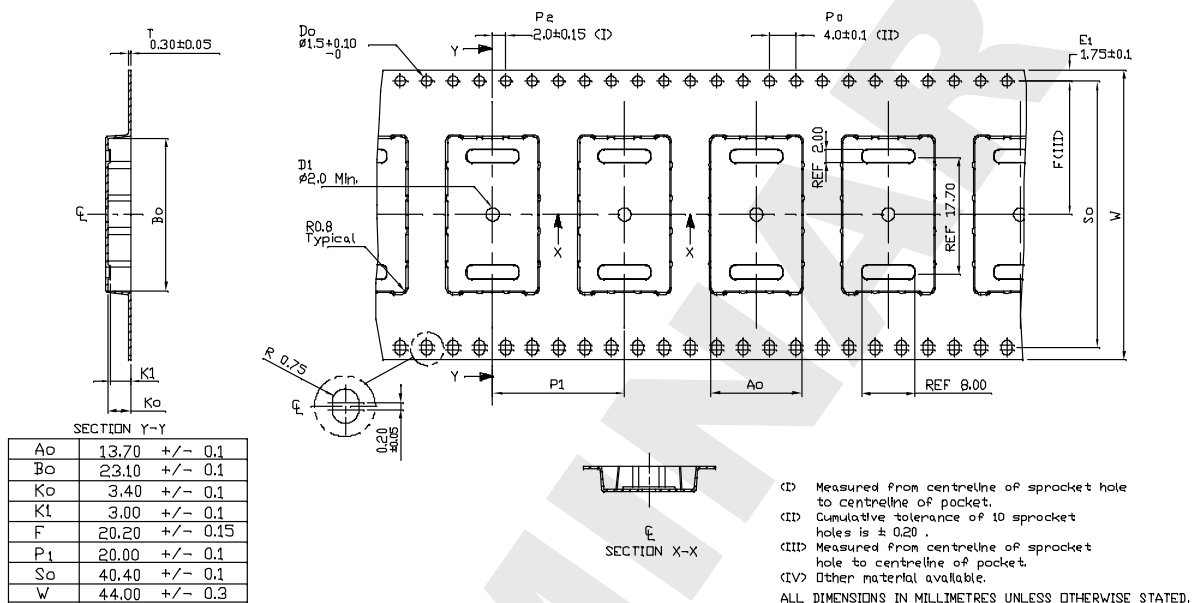 T
0.30±0.05
Do
ø1.5+0.10
-0
P2
2.0±0.15 (I)
Po
4.0±0.1 (II)
E1
1.75±0.1
Y
D1
ø2.0 Min.
R0.8
Typical
REF 2.00
REF 17.70
F(III)
So
W
Bo
℄
X
X
R 0.75
℄
0.20
±0.05
Y
P1
Ao
REF 8.00
K1
Ko
SECTION Y-Y
Ao 13.70 +/- 0.1
Bo 23.10 +/- 0.1
Ko 3.40 +/- 0.1
K1 3.00 +/- 0.1
F 20.20 +/- 0.15
P1 20.00 +/- 0.1
So 40.40 +/- 0.1
W 44.00 +/- 0.3
℄
SECTION X-X
(I) Measured from centreline of sprocket hole
to centreline of pocket.
(II) Cumulative tolerance of 10 sprocket
holes is ± 0.20 .
(III) Measured from centreline of sprocket
hole to centreline of pocket.
(IV) Other material available.
ALL DIMENSIONS IN MILLIMETRES UNLESS OTHERWISE STATED.
MINAR